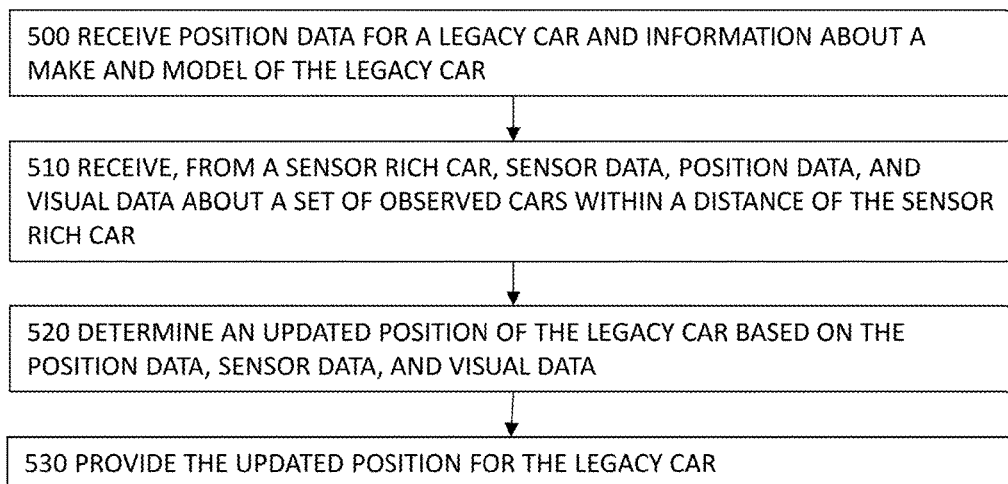 500 RECEIVE POSITION DATA FOR A LEGACY CAR AND INFORMATION ABOUT A
MAKE AND MODEL OF THE LEGACY CAR
510 RECEIVE, FROM A SENSOR RICH CAR, SENSOR DATA, POSITION DATA, AND
VISUAL DATA ABOUT A SET OF OBSERVED CARS WITHIN A DISTANCE OF THE SENSOR
RICH CAR
520 DETERMINE AN UPDATED POSITION OF THE LEGACY CAR BASED ON THE
POSITION DATA, SENSOR DATA, AND VISUAL DATA
530 PROVIDE THE UPDATED POSITION FOR THE LEGACY CAR